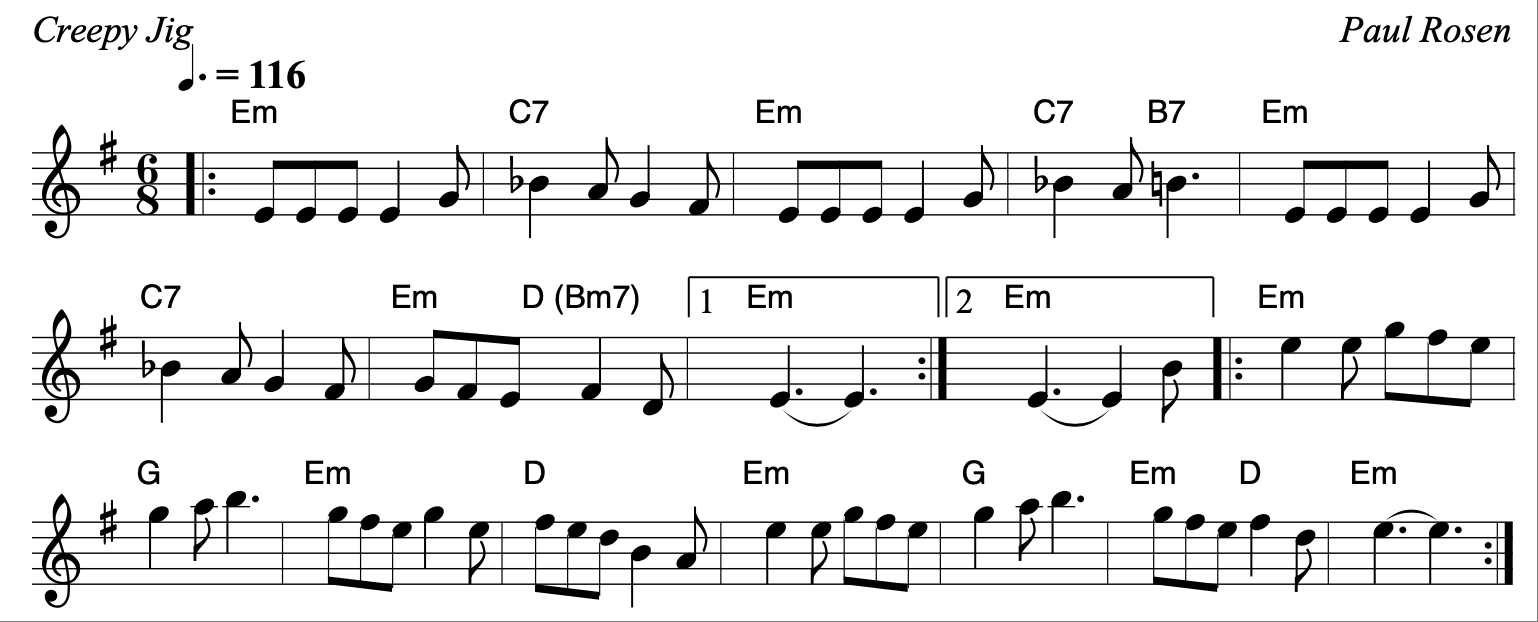 Creepy Jig Paul Rosen
= 116
Em C7 Em C7 B7 Em
6
8
C7 Em D (Bm7) 1 Em 2 Em Em
G Em D Em G Em D Em